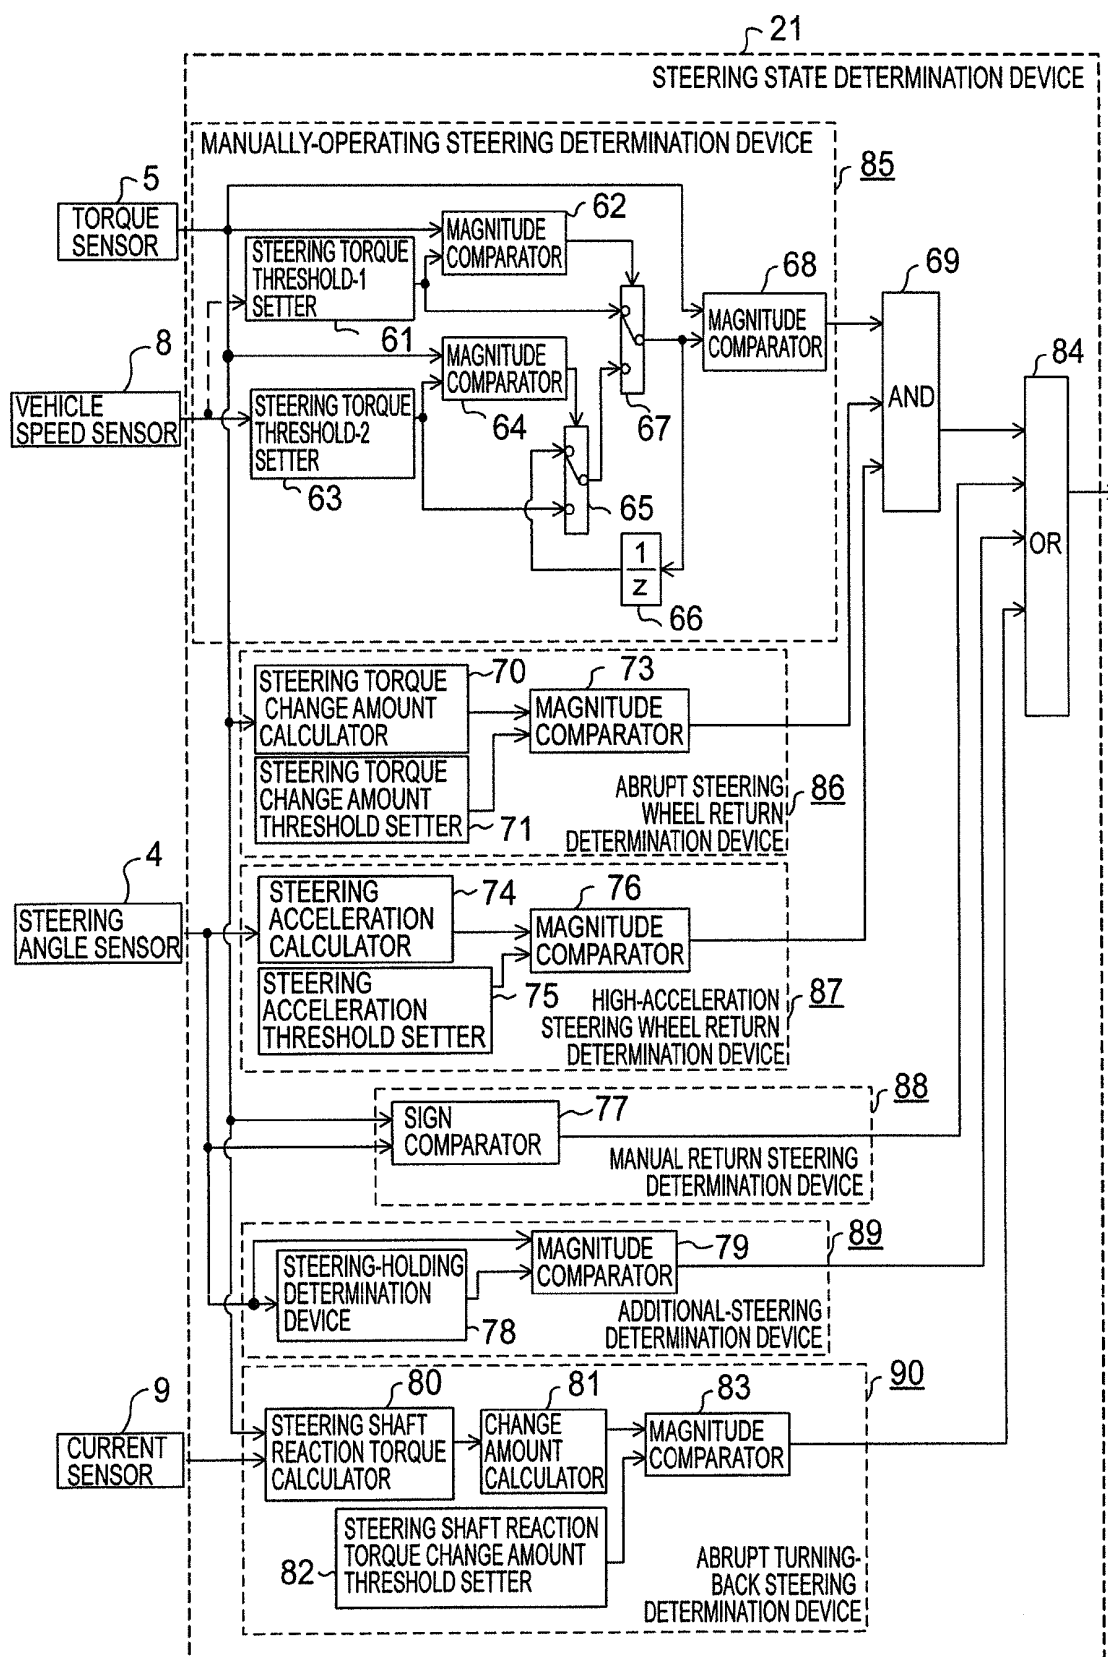 21
STEERING STATE DETERMINATION DEVICE
MANUALLY-OPERATING STEERING DETERMINATION DEVICE
85
5
TORQUE
SENSOR
62
MAGNITUDE
COMPARATOR
STEERING TORQUE
THRESHOLD-1
SETTER
61
68
MAGNITUDE
COMPARATOR
69
AND
8
VEHICLE
SPEED SENSOR
MAGNITUDE
COMPARATOR
64
67
84
OR
STEERING TORQUE
THRESHOLD-2
SETTER
63
65
1
Z
66
70
STEERING TORQUE
CHANGE AMOUNT
CALCULATOR
73
MAGNITUDE
COMPARATOR
STEERING TORQUE
CHANGE AMOUNT
THRESHOLD SETTER
71
ABRUPT STEERING
WHEEL RETURN
DETERMINATION DEVICE
86
4
STEERING
ANGLE SENSOR
STEERING
ACCELERATION
CALCULATOR
74
76
MAGNITUDE
COMPARATOR
STEERING
ACCELERATION
THRESHOLD SETTER
75
HIGH-ACCELERATION
STEERING WHEEL RETURN
DETERMINATION DEVICE
87
88
SIGN
COMPARATOR
77
MANUAL RETURN STEERING
DETERMINATION DEVICE
89
MAGNITUDE
COMPARATOR
79
STEERING-HOLDING
DETERMINATION
DEVICE
78
ADDITIONAL-STEERING
DETERMINATION DEVICE
90
9
CURRENT
SENSOR
80
STEERING SHAFT
REACTION TORQUE
CALCULATOR
81
CHANGE
AMOUNT
CALCULATOR
83
MAGNITUDE
COMPARATOR
82
STEERING SHAFT REACTION
TORQUE CHANGE AMOUNT
THRESHOLD SETTER
ABRUPT TURNING-
BACK STEERING
DETERMINATION DEVICE